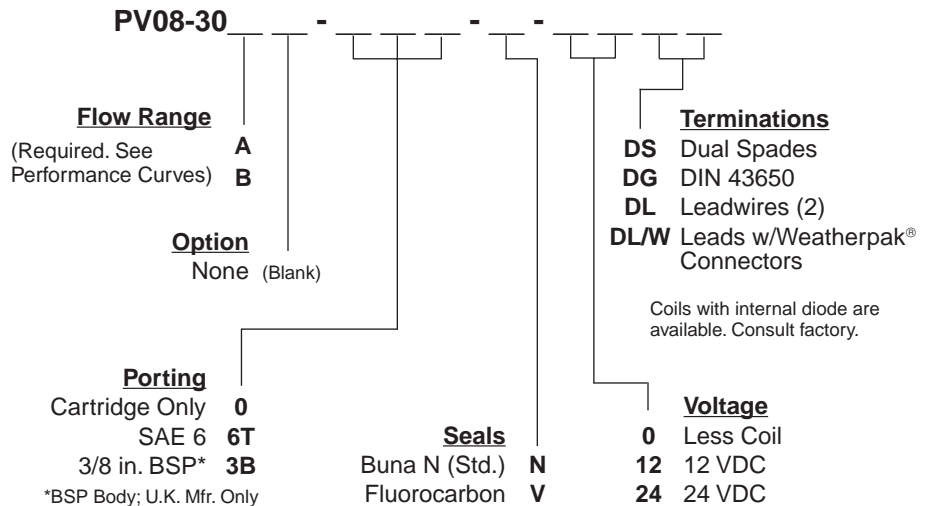 PV08-30__ __ - __ __ __ - __ - __ __ __ __
Flow Range
(Required. See
Performance Curves)
A
B
Option
None (Blank)
Porting
Cartridge Only 0
SAE 6 6T
3/8 in. BSP* 3B
*BSP Body; U.K. Mfr. Only
Seals
Buna N (Std.) N
Fluorocarbon V
Terminations
DS Dual Spades
DG DIN 43650
DL Leadwires (2)
DL/W Leads w/Weatherpak®
Connectors
Coils with internal diode are
available. Consult factory.
Voltage
0 Less Coil
12 12 VDC
24 24 VDC